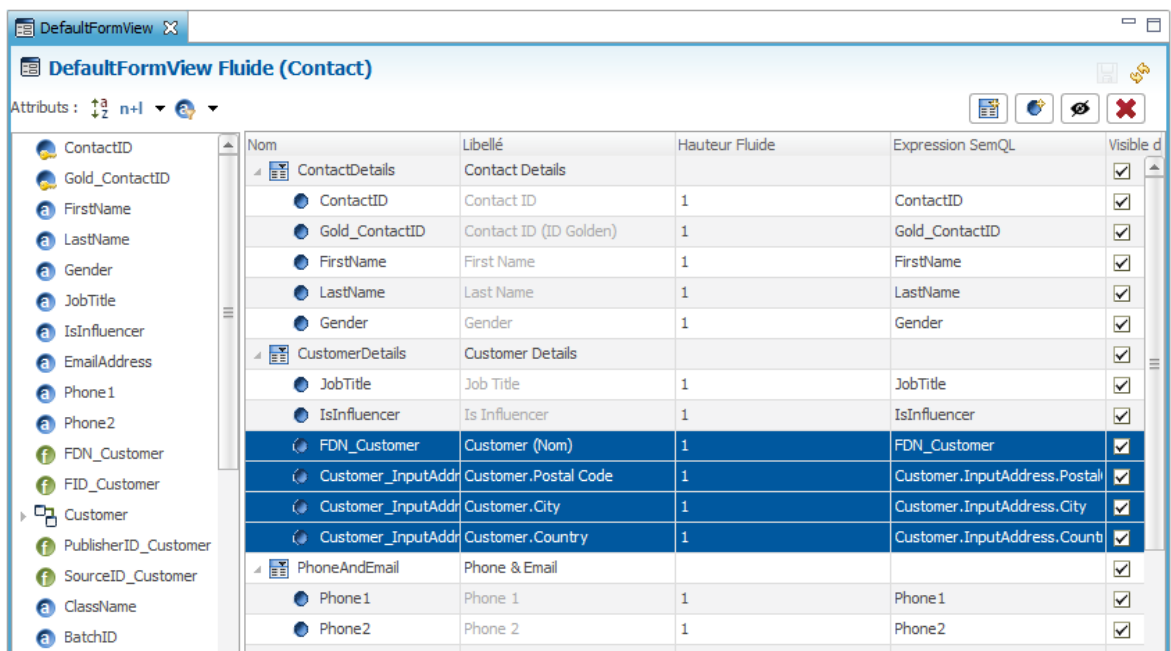 DefaultFormView
DefaultFormView Fluide (Contact)
Attributs : n+l
ContactID
Gold_ContactID
FirstName
LastName
Gender
JobTitle
IsInfluencer
EmailAddress
Phone1
Phone2
FDN_Customer
FID_Customer
Customer
PublisherID_Customer
SourceID_Customer
ClassName
BatchID
Nom Libellé Hauteur Fluide Expression SemQL Visible d
ContactDetails Contact Details
ContactID Contact ID 1 ContactID
Gold_ContactID Contact ID (ID Golden) 1 Gold_ContactID
FirstName First Name 1 FirstName
LastName Last Name 1 LastName
Gender Gender 1 Gender
CustomerDetails Customer Details
JobTitle Job Title 1 JobTitle
IsInfluencer Is Influencer 1 IsInfluencer
FDN_Customer Customer (Nom) 1 FDN_Customer
Customer_InputAddr Customer.Postal Code 1 Customer.InputAddress.Postal
Customer_InputAddr Customer.City 1 Customer.InputAddress.City
Customer_InputAddr Customer.Country 1 Customer.InputAddress.Count
PhoneAndEmail Phone & Email
Phone1 Phone 1 1 Phone1
Phone2 Phone 2 1 Phone2